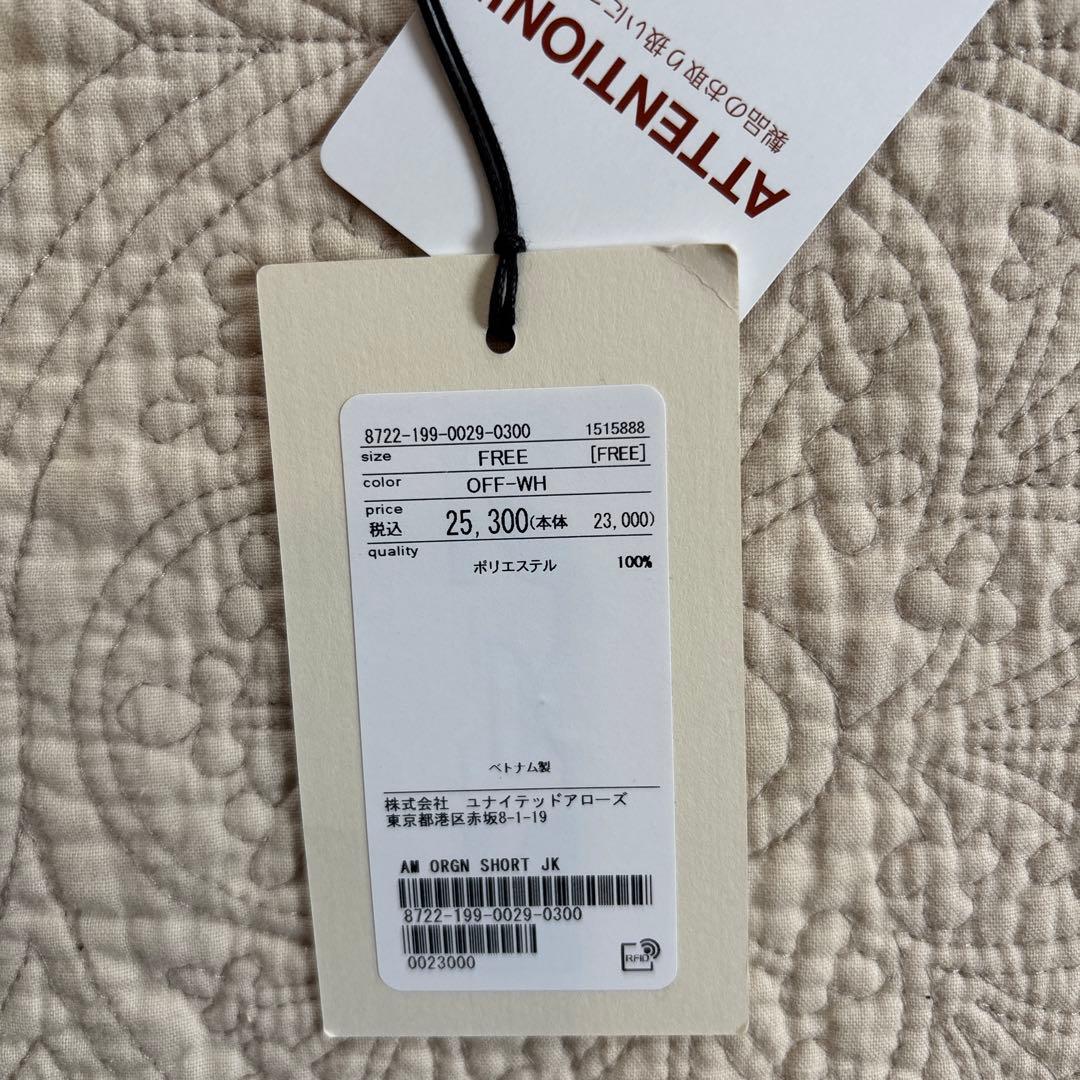 ATTENTION
製品のお取り扱いに
8722-199-0029-0300 1515888
size FREE [FREE]
color OFF-WH
price
税込 25,300(本体 23,000)
quality
ポリエステル 100%
ベトナム製
株式会社 ユナイテッドアローズ
東京都港区赤坂8-1-19
AM ORGN SHORT JK
8722-199-0029-0300
0023000
RFID